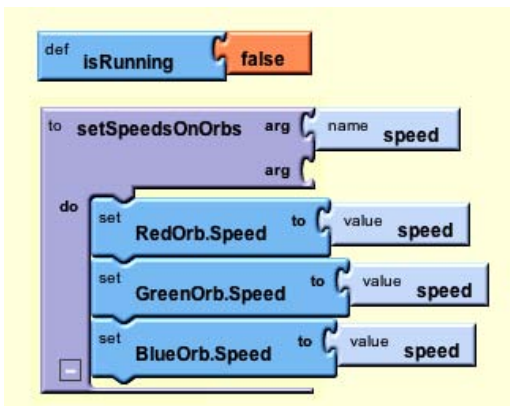 def isRunning false
to setSpeedsOnOrbs arg name speed
arg
do set RedOrb.Speed to value speed
set GreenOrb.Speed to value speed
set BlueOrb.Speed to value speed